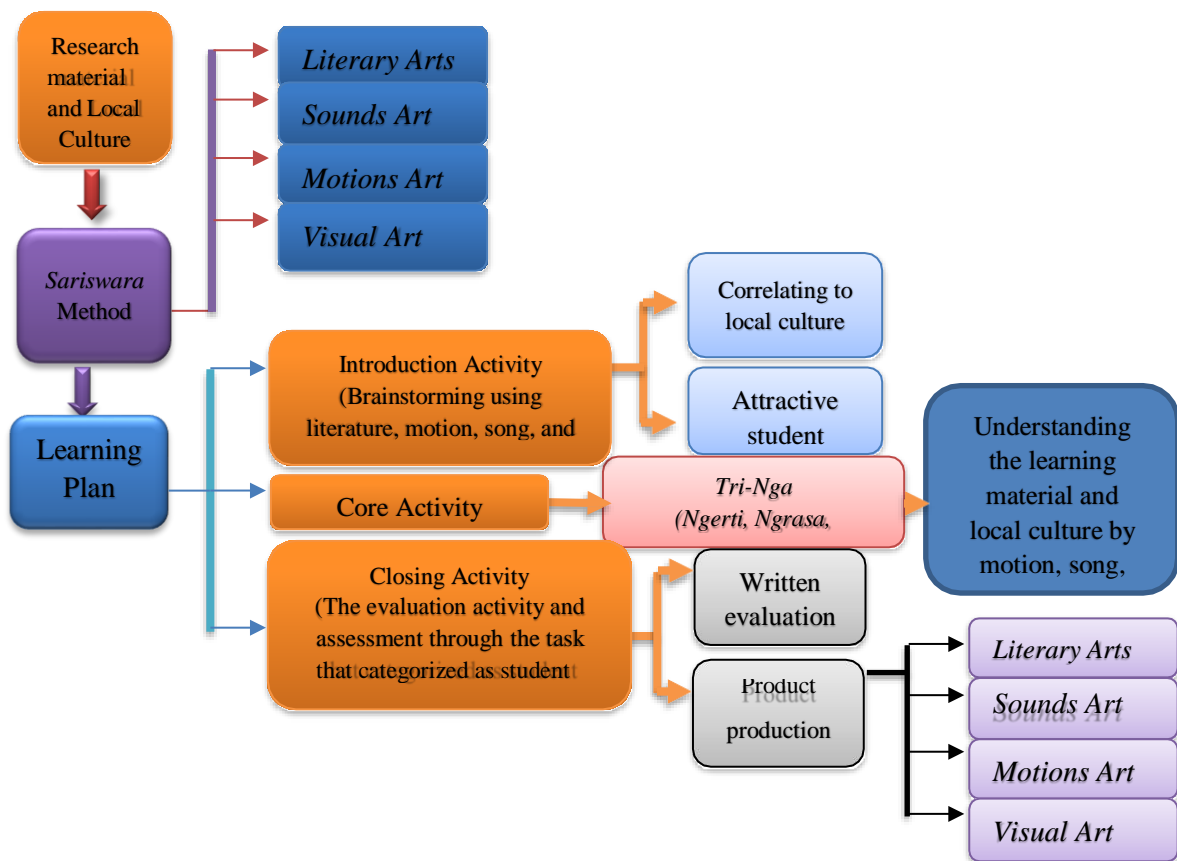 Research
material
and Local
Culture
Literary Arts
Sounds Art
Motions Art
Visual Art
Sariswara
Method
Learning
Plan
Introduction Activity
(Brainstorming using
literature, motion, song, and
Correlating to
local culture
Attractive
student
Core Activity
Tri-Nga
(Ngerti, Ngrasa,
Understanding
the learning
material and
local culture by
motion, song,
Closing Activity
(The evaluation activity and
assessment through the task
that categorized as student
Written
evaluation
Product
production
Literary Arts
Sounds Art
Motions Art
Visual Art